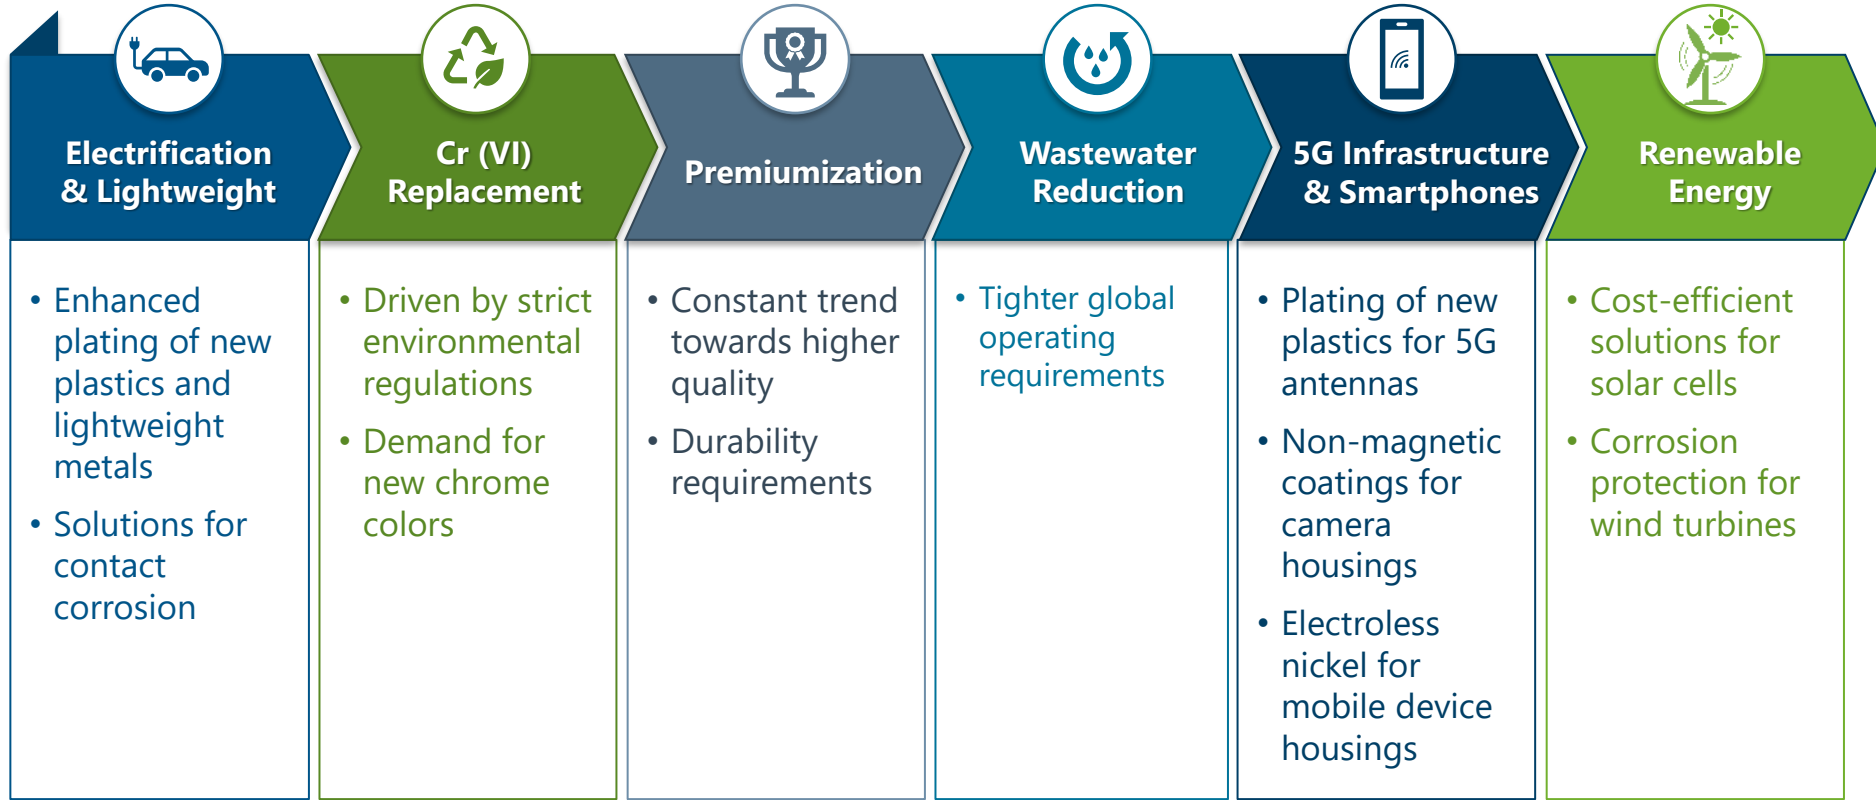 Electrification
& Lightweight
• Enhanced
plating of new
plastics and
lightweight
metals
• Solutions for
contact
corrosion
Cr (VI)
Replacement
• Driven by strict
environmental
regulations
• Demand for
new chrome
colors
Premiumization
• Constant trend
towards higher
quality
• Durability
requirements
Wastewater
Reduction
• Tighter global
operating
requirements
5G Infrastructure
& Smartphones
• Plating of new
plastics for 5G
antennas
• Non-magnetic
coatings for
camera
housings
• Electroless
nickel for
mobile device
housings
Renewable
Energy
• Cost-efficient
solutions for
solar cells
• Corrosion
protection for
wind turbines